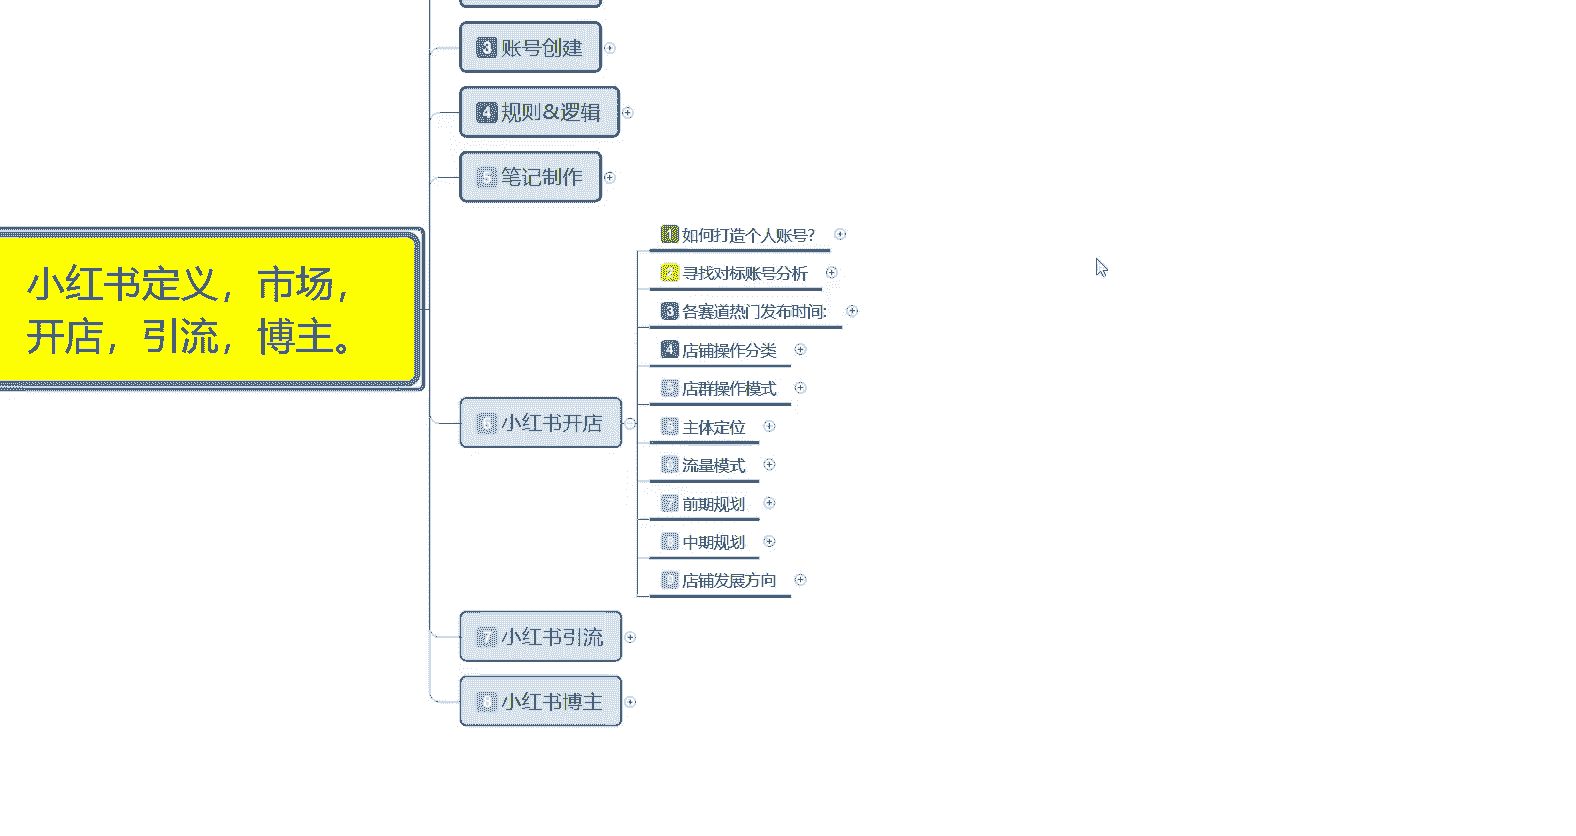 3 账号创建
4 规则&逻辑
5 笔记制作
小红书定义，市场，
开店，引流，博主。
6 小红书开店
1 如何打造个人账号?
2 寻找对标账号分析
3 各赛道热门发布时间:
4 店铺操作分类
店群操作模式
主体定位
流量模式
7 前期规划
中期规划
店铺发展方向
7 小红书引流
8 小红书博主